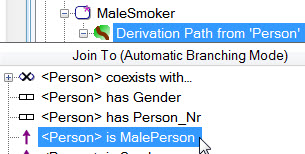 MaleSmoker
Derivation Path from 'Person'
Join To (Automatic Branching Mode)
<Person> coexists with...
<Person> has Gender
<Person> has Person_Nr
<Person> is MalePerson